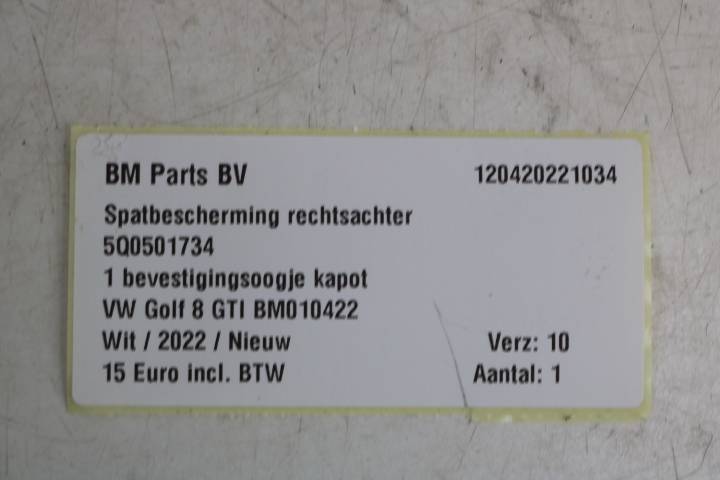 BM Parts BV 120420221034
Spatbescherming rechtsachter
5Q0501734
1 bevestigingsoogje kapot
VW Golf 8 GTI BM010422
Wit / 2022 / Nieuw Verz: 10
15 Euro incl. BTW Aantal: 1